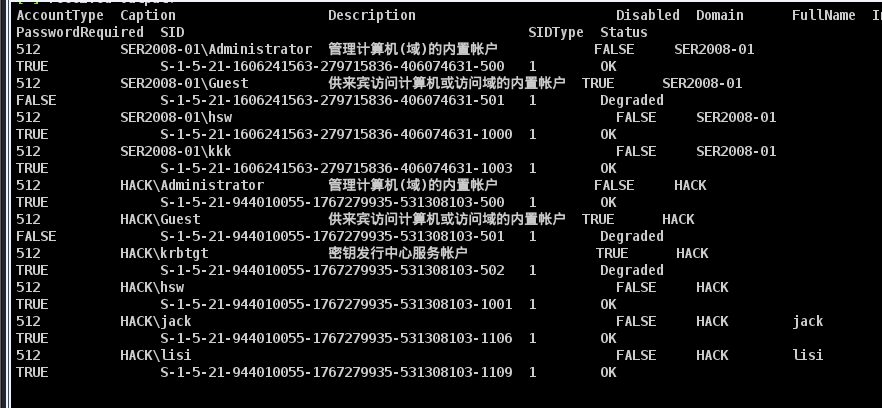 AccountType  Caption  Description  Disabled  Domain  FullName
PasswordRequired  SID  SIDType  Status
512  SER2008-01\Administrator  管理计算机(域)的内置帐户  FALSE  SER2008-01
TRUE  S-1-5-21-1606241563-279715836-406074631-500  1  OK
512  SER2008-01\Guest  供来宾访问计算机或访问域的内置帐户  TRUE  SER2008-01
FALSE  S-1-5-21-1606241563-279715836-406074631-501  1  Degraded
512  SER2008-01\hsw  FALSE  SER2008-01
TRUE  S-1-5-21-1606241563-279715836-406074631-1000  1  OK
512  SER2008-01\kkk  FALSE  SER2008-01
TRUE  S-1-5-21-1606241563-279715836-406074631-1003  1  OK
512  HACK\Administrator  管理计算机(域)的内置帐户  FALSE  HACK
TRUE  S-1-5-21-944010055-1767279935-531308103-500  1  OK
512  HACK\Guest  供来宾访问计算机或访问域的内置帐户  TRUE  HACK
FALSE  S-1-5-21-944010055-1767279935-531308103-501  1  Degraded
512  HACK\krbtgt  密钥发行中心服务帐户  TRUE  HACK
TRUE  S-1-5-21-944010055-1767279935-531308103-502  1  Degraded
512  HACK\hsw  FALSE  HACK
TRUE  S-1-5-21-944010055-1767279935-531308103-1001  1  OK
512  HACK\jack  FALSE  HACK  jack
TRUE  S-1-5-21-944010055-1767279935-531308103-1106  1  OK
512  HACK\lisi  FALSE  HACK  lisi
TRUE  S-1-5-21-944010055-1767279935-531308103-1109  1  OK